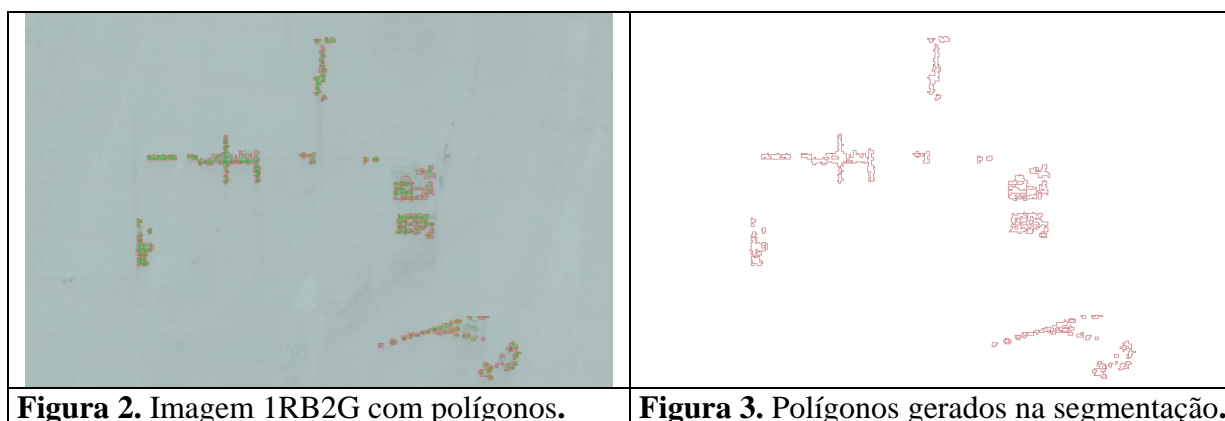 Figura 2. Imagem 1RB2G com polígonos.
Figura 3. Polígonos gerados na segmentação.